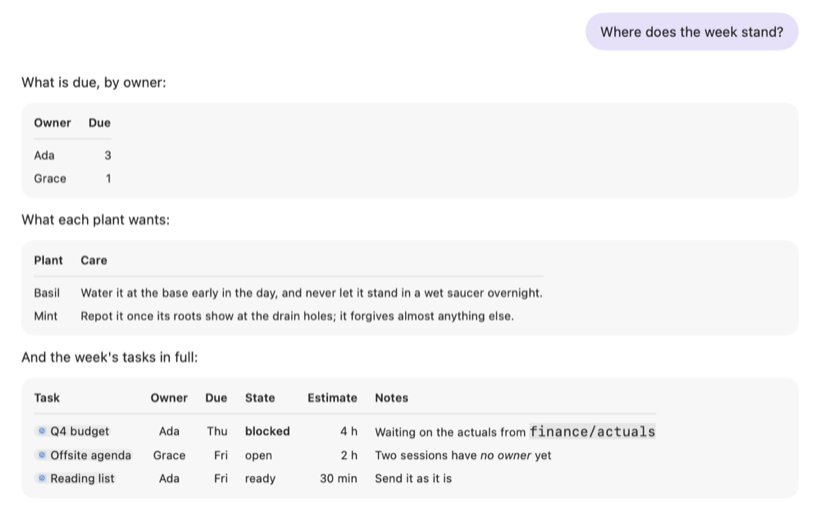 Where does the week stand?
What is due, by owner:
Owner Due
Ada 3
Grace 1
What each plant wants:
Plant Care
Basil Water it at the base early in the day, and never let it stand in a wet saucer overnight.
Mint Repot it once its roots show at the drain holes; it forgives almost anything else.
And the week's tasks in full:
Task Owner Due State Estimate Notes
Q4 budget Ada Thu blocked 4 h Waiting on the actuals from finance/actuals
Offsite agenda Grace Fri open 2 h Two sessions have no owner yet
Reading list Ada Fri ready 30 min Send it as it is